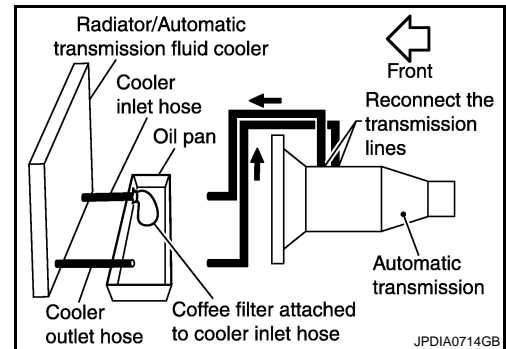 Radiator/Automatic
transmission fluid cooler
Front
Cooler
inlet hose
Reconnect the
transmission
lines
Oil pan
Automatic
transmission
Cooler
outlet hose
Coffee filter attached
to cooler inlet hose
JPDIA0714GB